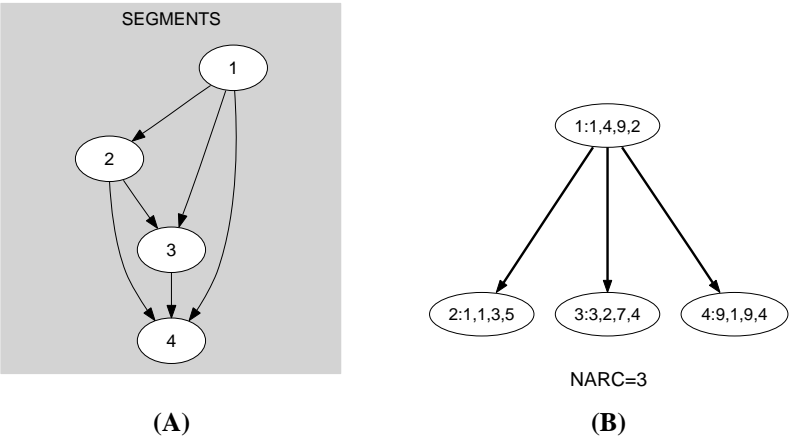 SEGMENTS
1
2
3
4
1:1,4,9,2
2:1,1,3,5
3:3,2,7,4
4:9,1,9,4
NARC=3
(A)
(B)